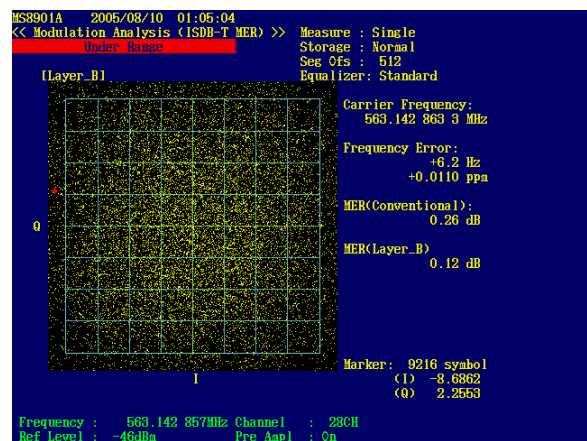 MS8901A 2005/08/10 01:05:04
<< Modulation Analysis (ISDB-T MER) >> Measure : Single
Under Range Storage : Normal
Seg Ofs : 512
[Layer_B] Equalizer: Standard
Carrier Frequency:
563.142 863 3 MHz
Frequency Error:
+6.2 Hz
+0.0110 ppm
MER(Conventional):
0.26 dB
Q
MER(Layer_B)
0.12 dB
Marker: 9216 symbol
(I) -8.6862
I
(Q) 2.2553
Frequency : 563.142 857MHz Channel : 28CH
Ref Level : -46dBm Pre Ampl : On